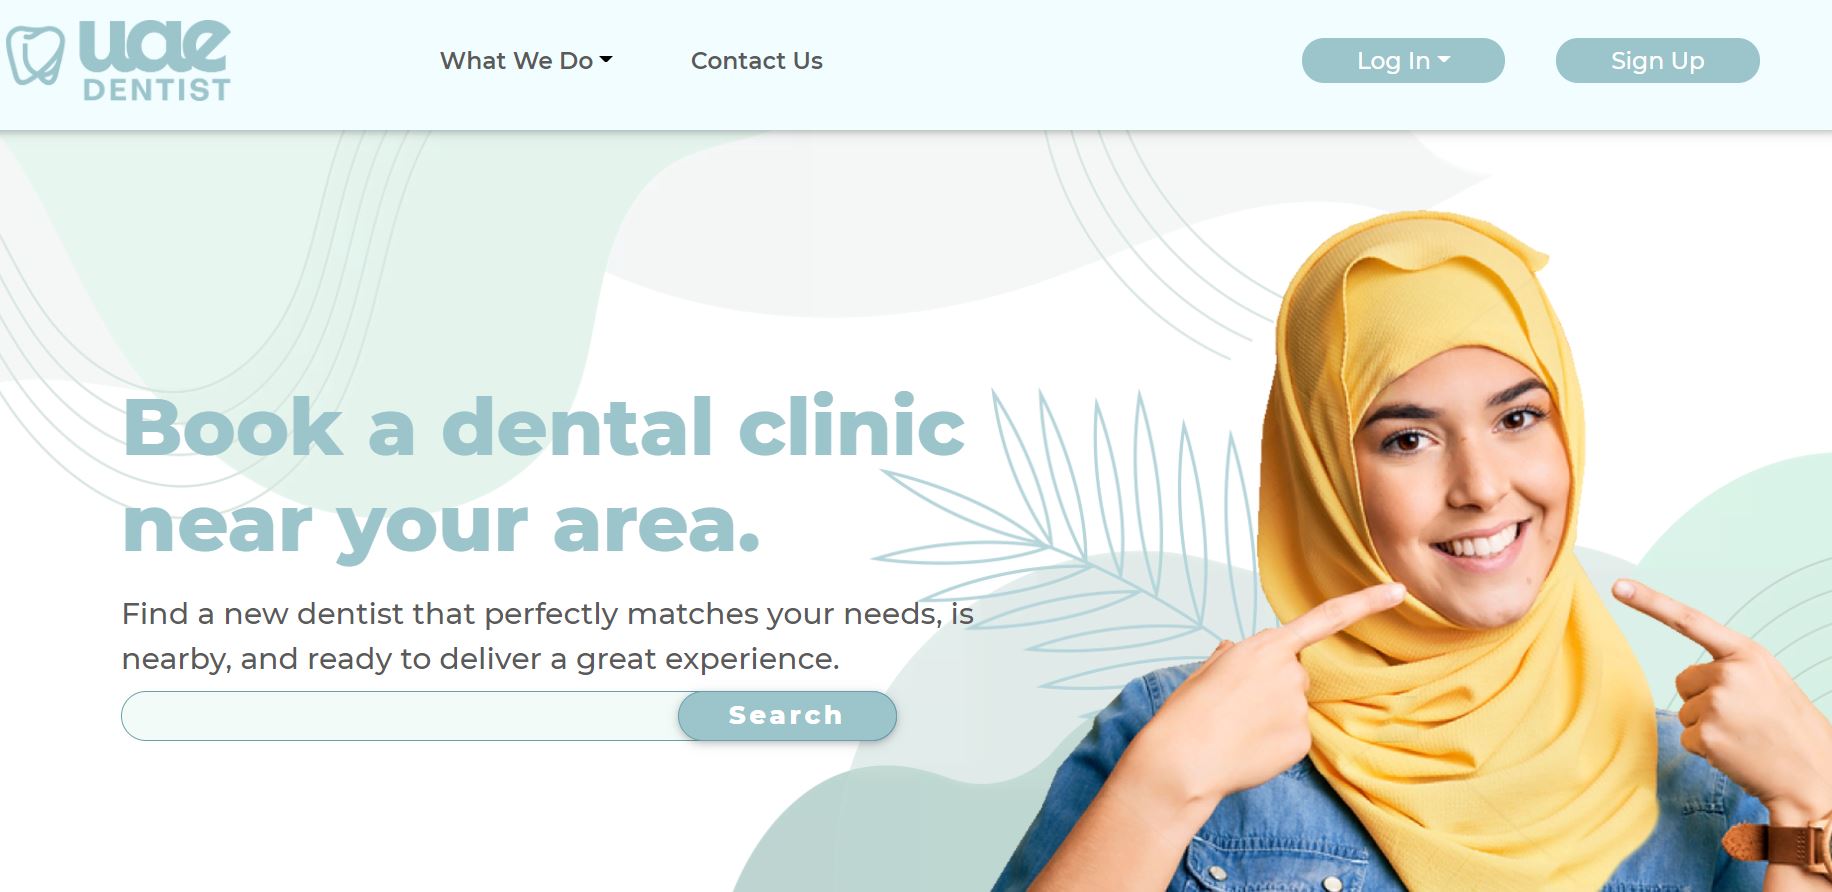 uae
DENTIST
What We Do
Contact Us
Log In
Sign Up
Book a dental clinic
near your area.
Find a new dentist that perfectly matches your needs, is
nearby, and ready to deliver a great experience.
Search